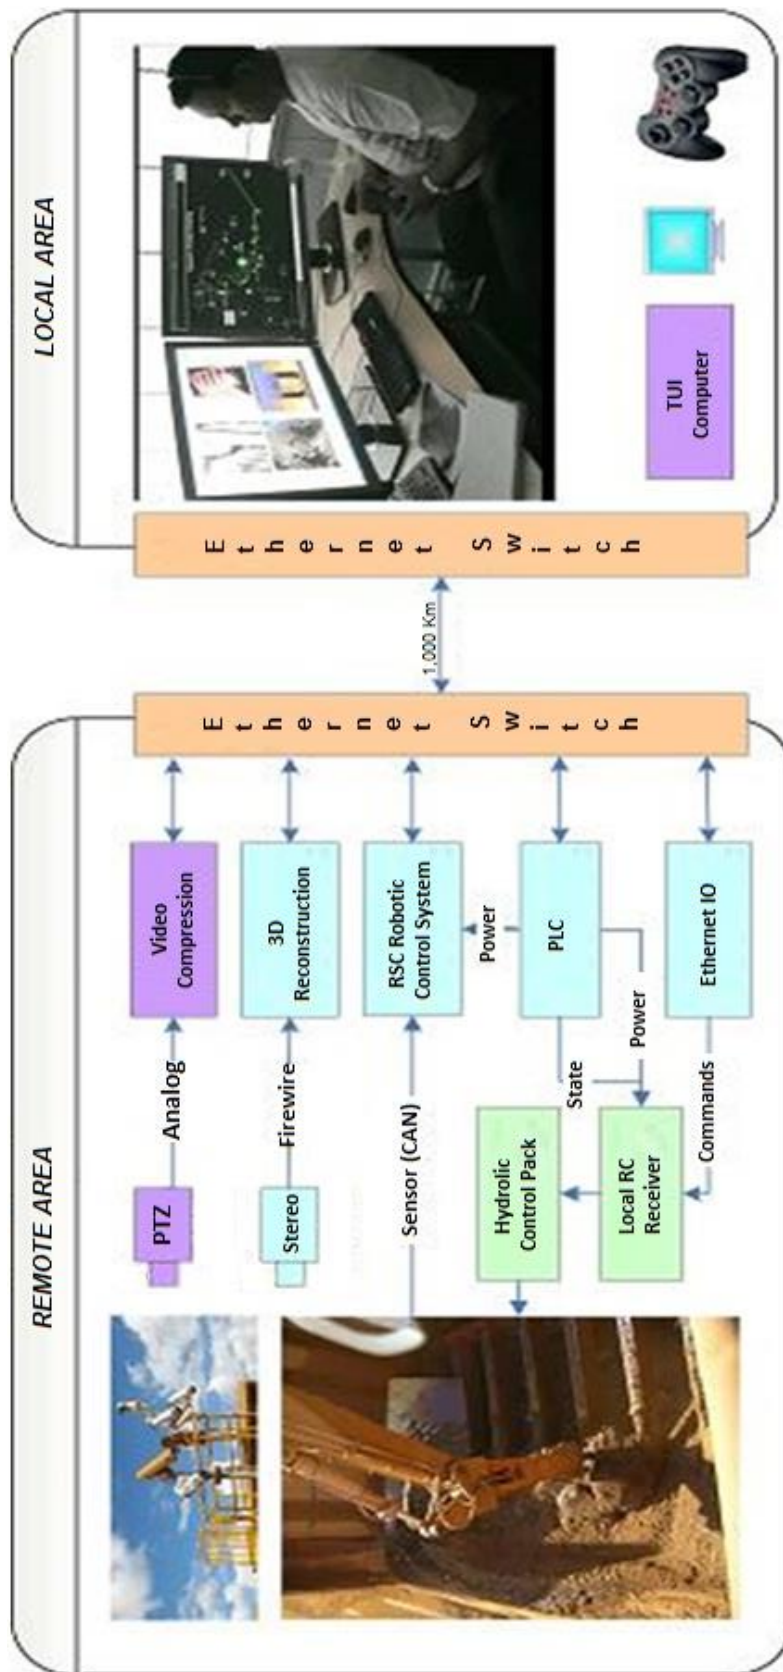 REMOTE AREA
PTZ
Analog
Video
Compression
Stereo
Firewire
3D
Reconstruction
Sensor (CAN)
RSC Robotic
Control System
Power
Hydrolic
Control Pack
State
PLC
Power
Local RC
Receiver
Commands
Ethernet IO
Ethernet Switch
1,000 Km
LOCAL AREA
Ethernet Switch
TUI
Computer